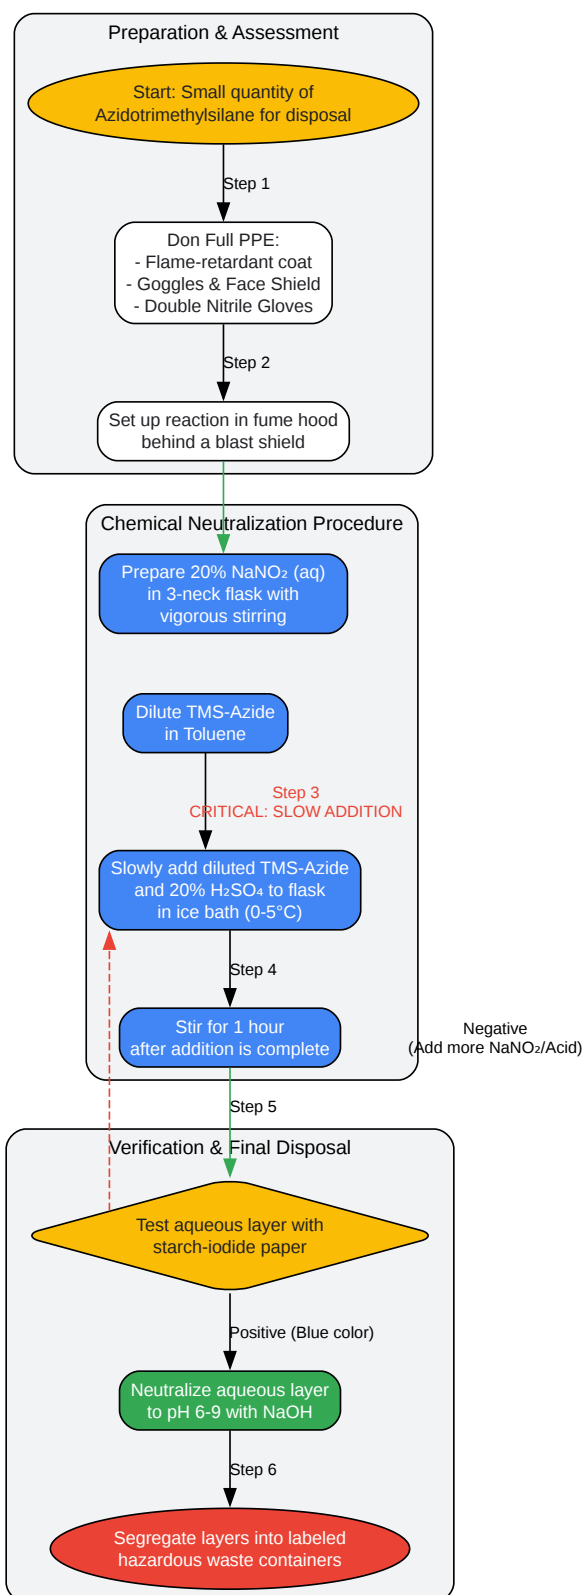 Preparation & Assessment
Start: Small quantity of
Azidotrimethylsilane for disposal
Step 1
Don Full PPE:
- Flame-retardant coat
- Goggles & Face Shield
- Double Nitrile Gloves
Step 2
Set up reaction in fume hood
behind a blast shield
Chemical Neutralization Procedure
Prepare 20% NaNO₂ (aq)
in 3-neck flask with
vigorous stirring
Dilute TMS-Azide
in Toluene
Step 3
CRITICAL: SLOW ADDITION
Slowly add diluted TMS-Azide
and 20% H₂SO₄ to flask
in ice bath (0-5°C)
Step 4
Stir for 1 hour
after addition is complete
Negative
(Add more NaNO₂/Acid)
Step 5
Verification & Final Disposal
Test aqueous layer with
starch-iodide paper
Positive (Blue color)
Neutralize aqueous layer
to pH 6-9 with NaOH
Step 6
Segregate layers into labeled
hazardous waste containers